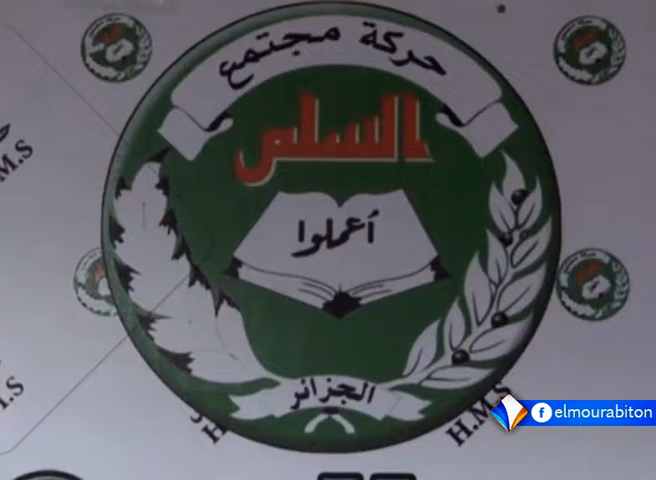 حركة مجتمع
السلم
أعملوا
الجزائر
M.S
H.M.S
elmourabiton